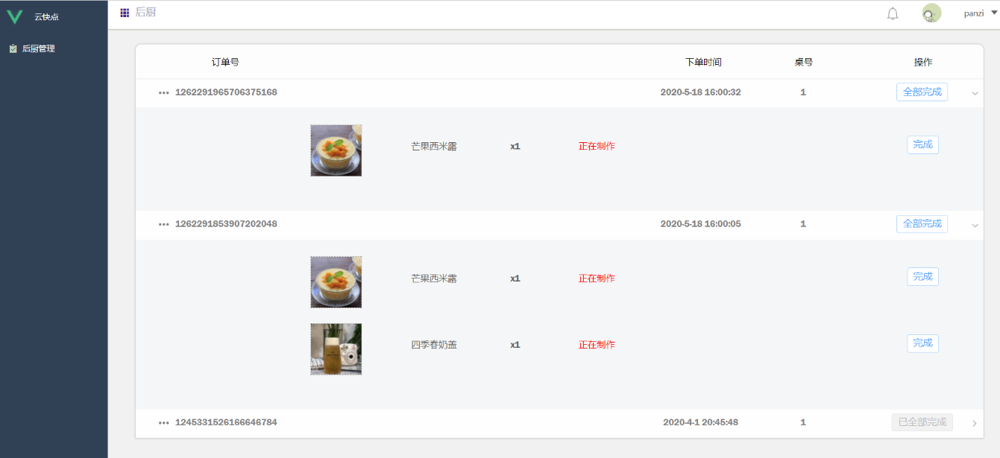 云快点
后厨
panzi
后厨管理
订单号 下单时间 桌号 操作
1262291965706375168 2020-5-18 16:00:32 1 全部完成
芒果西米露 x1 正在制作 完成
1262291853907202048 2020-5-18 16:00:05 1 全部完成
芒果西米露 x1 正在制作 完成
四季春奶盖 x1 正在制作 完成
1245331526166646784 2020-4-1 20:45:48 1 已全部完成